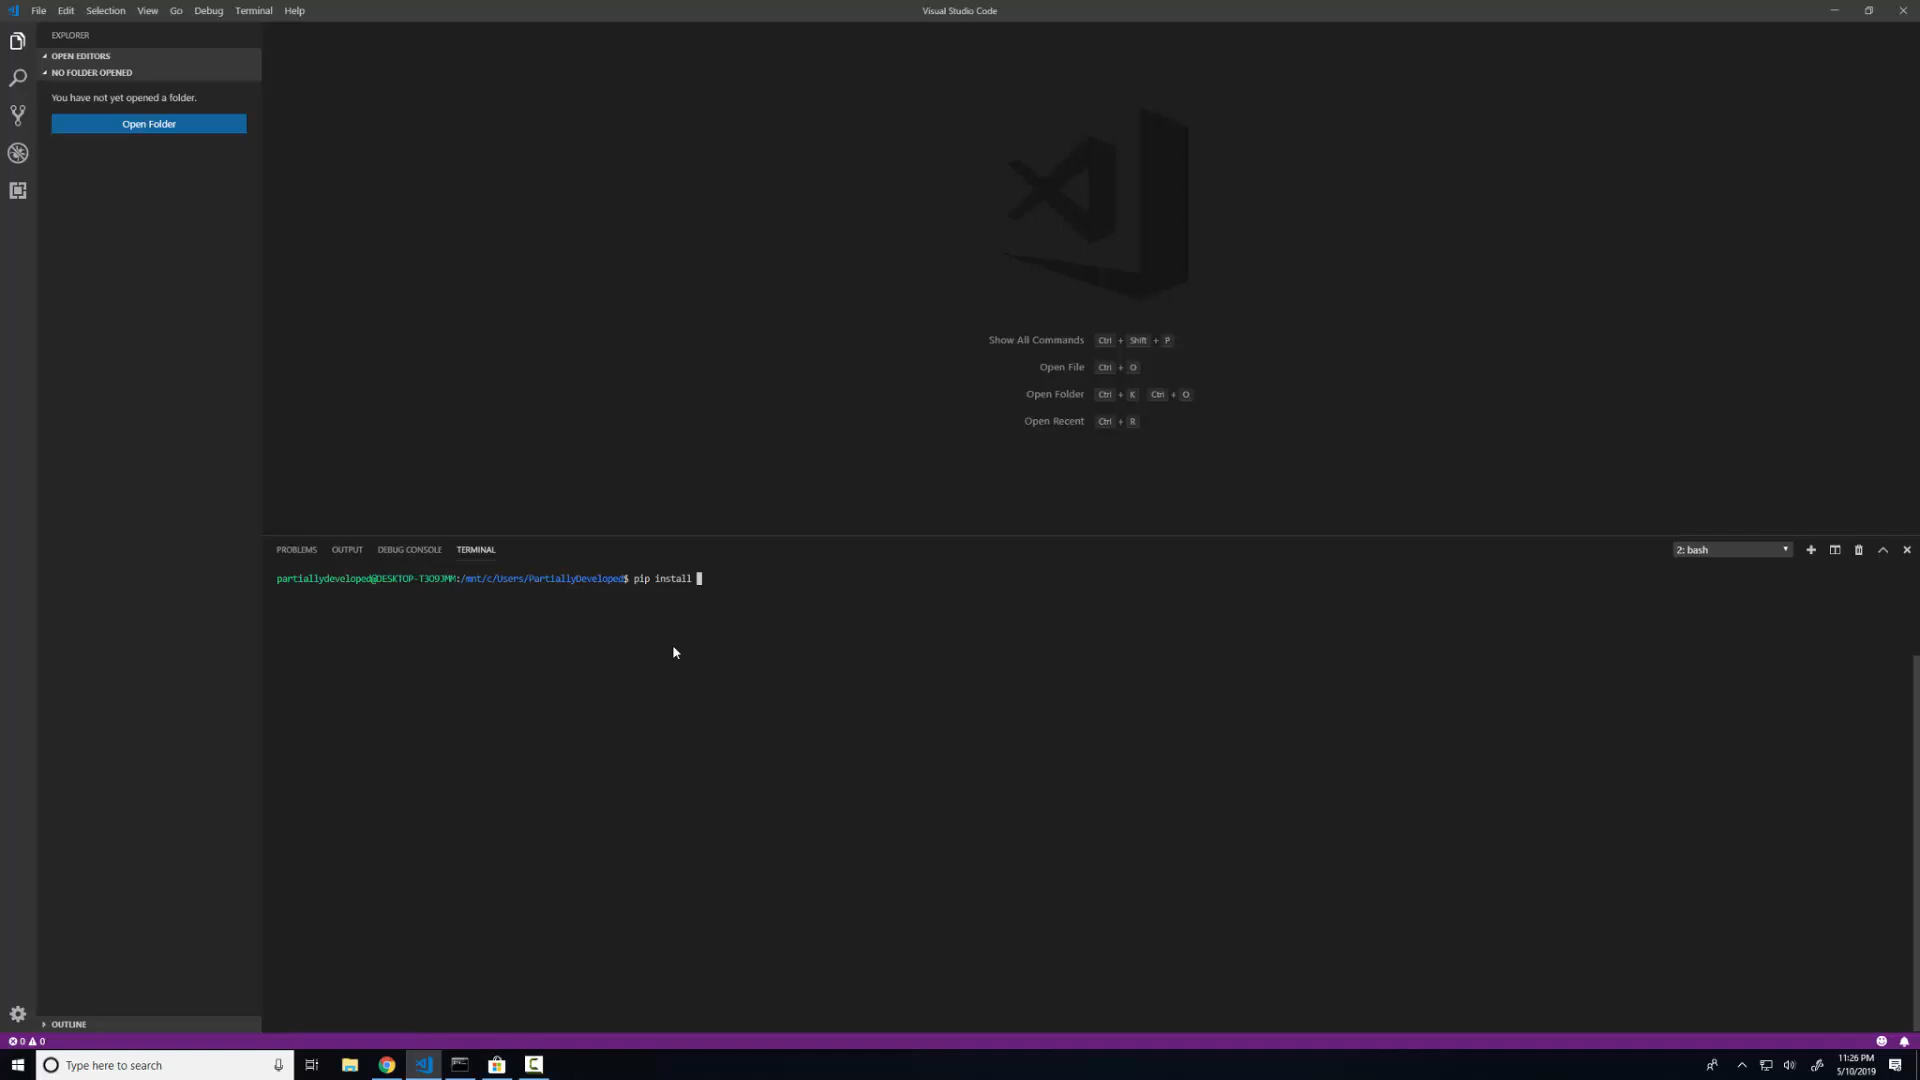 File Edit Selection View Go Debug Terminal Help
Visual Studio Code
EXPLORER
OPEN EDITORS
NO FOLDER OPENED
You have not yet opened a folder.
Open Folder
Show All Commands Ctrl + Shift + P
Open File Ctrl + O
Open Folder Ctrl + K Ctrl + O
Open Recent Ctrl + R
PROBLEMS OUTPUT DEBUG CONSOLE TERMINAL
2: bash
partiallydeveloped@DESKTOP-T3O9JMM:/mnt/c/Users/PartiallyDeveloped$ pip install
OUTLINE
0 0
Type here to search
11:26 PM
5/10/2019